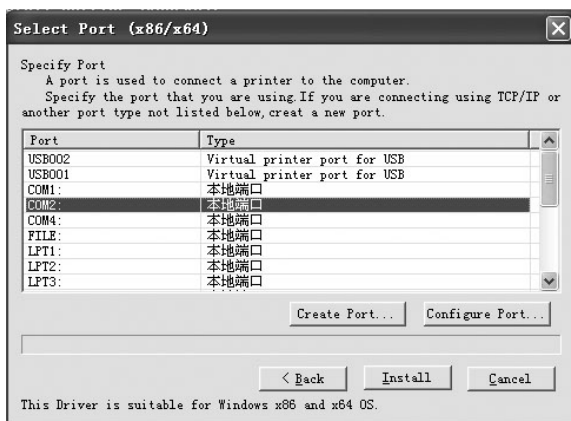 Select Port (x86/x64)
Specify Port
A port is used to connect a printer to the computer.
Specify the port that you are using.If you are connecting using TCP/IP or
another port type not listed below, creat a new port.
Port Type
USB002 Virtual printer port for USB
USB001 Virtual printer port for USB
COM1: 本地端口
COM2: 本地端口
COM4: 本地端口
FILE: 本地端口
LPT1: 本地端口
LPT2: 本地端口
LPT3: 本地端口
Create Port... Configure Port...
< Back Install Cancel
This Driver is suitable for Windows x86 and x64 OS.